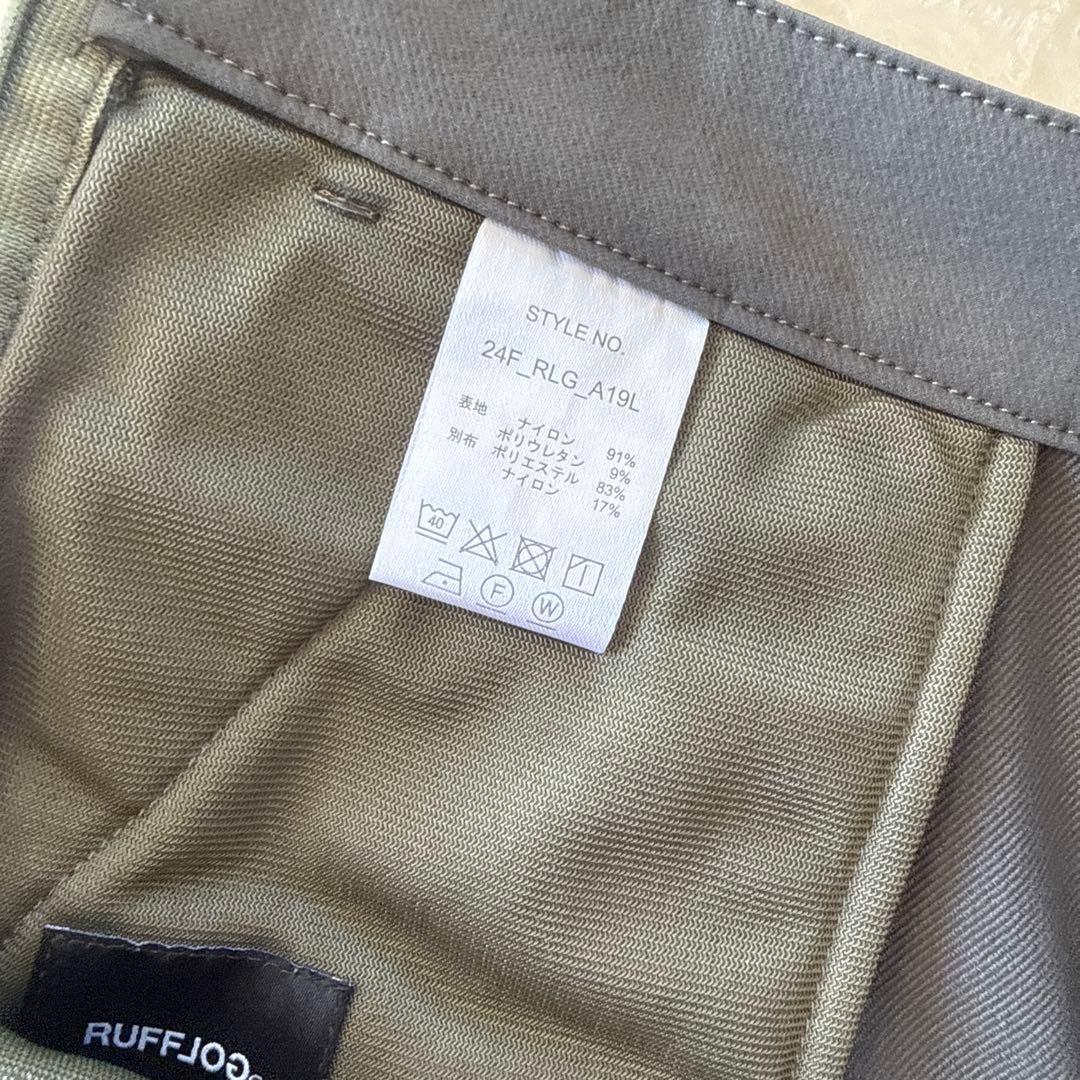 STYLE NO.
24F_RLG_A19L
表地 ナイロン 91%
ポリウレタン 9%
別布 ポリエステル 83%
ナイロン 17%
40
F
W
RUFFLOG